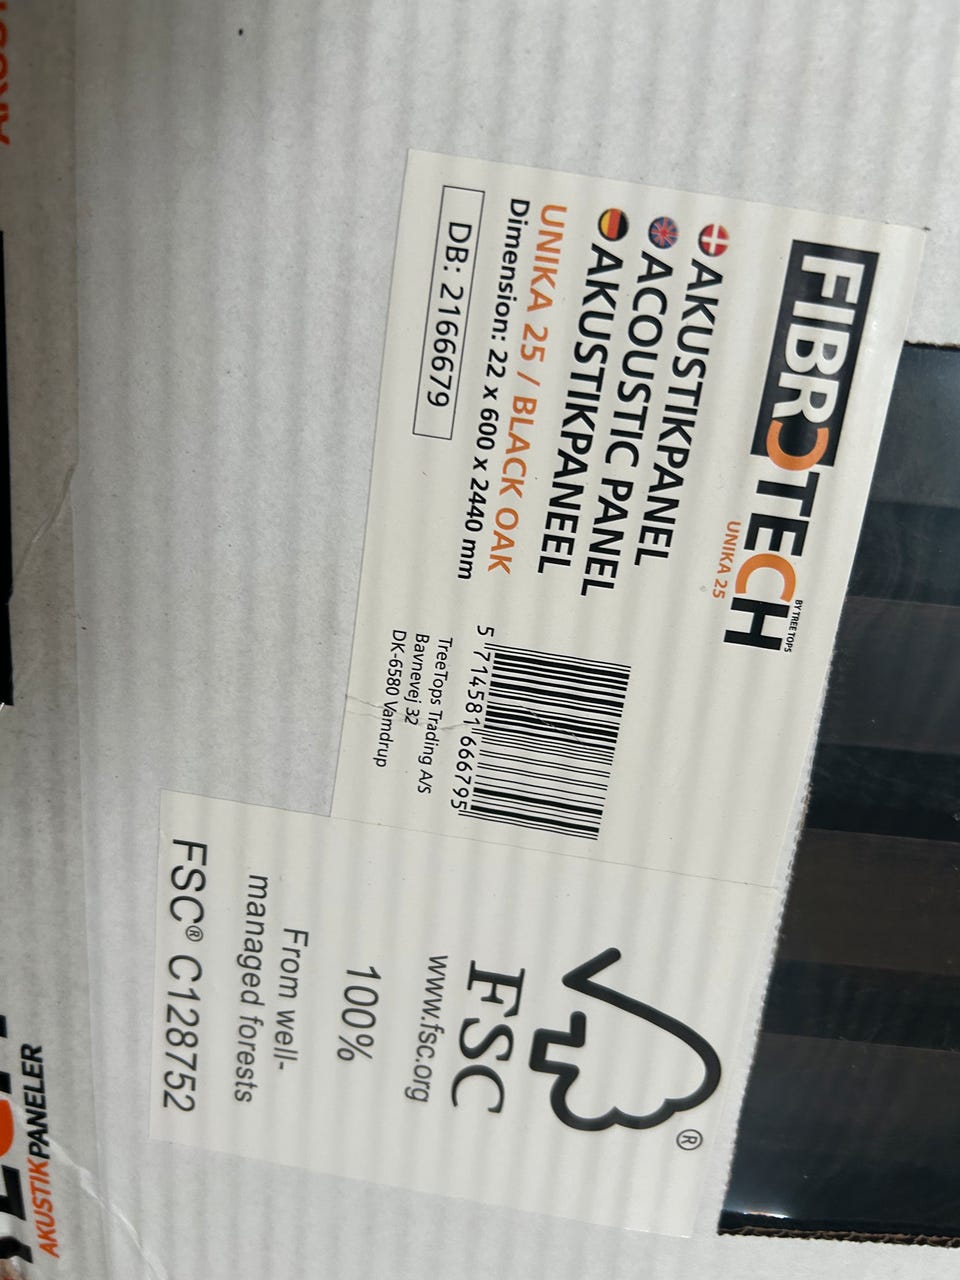 FIBROTECH
BY TREE TOPS
UNIKA 25
AKUSTIKPANEL
ACOUSTIC PANEL
AKUSTIKPANEEL
UNIKA 25 / BLACK OAK
Dimension: 22 x 600 x 2440 mm
DB: 2166679
5 714581 666795
TreeTops Trading A/S
Bavnevej 32
DK-6580 Vamdrup
®
FSC
www.fsc.org
100%
From well-
managed forests
FSC® C128752
AKUSTIKPANELER